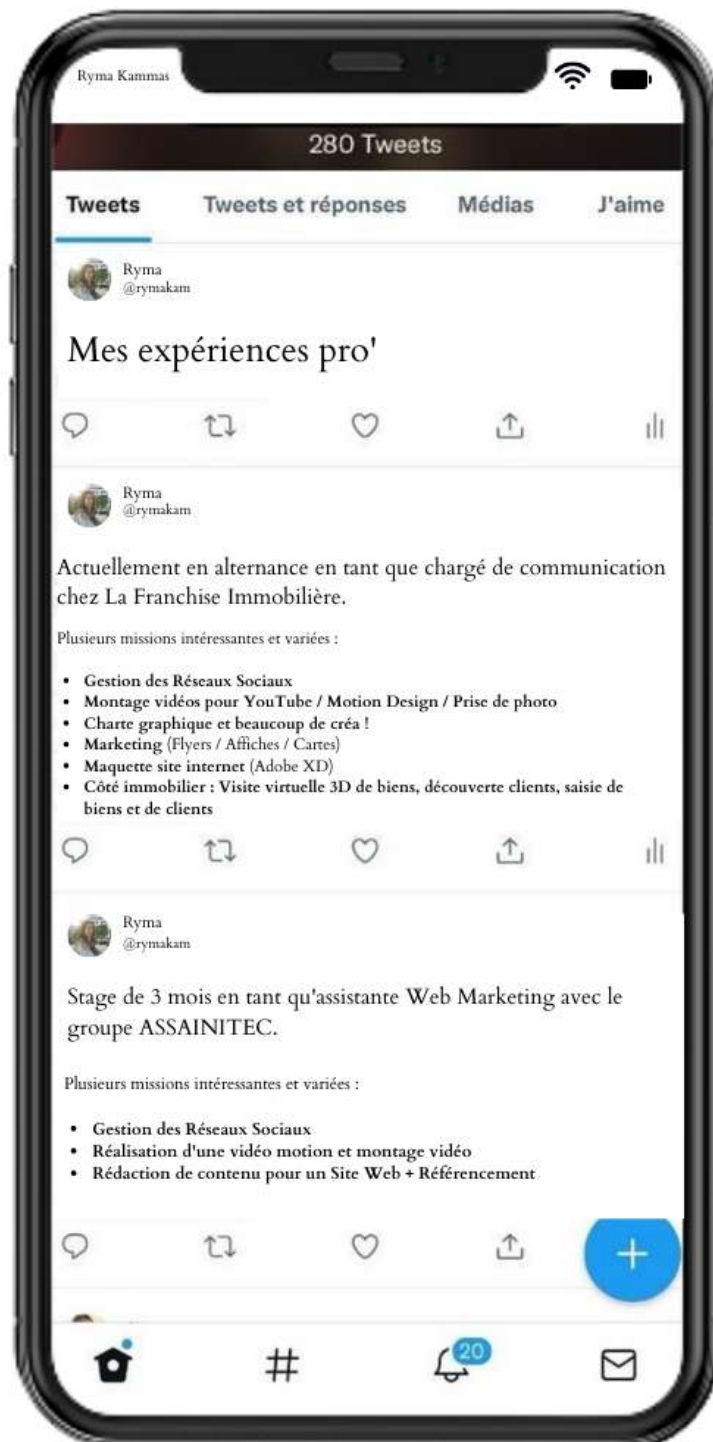 Ryma Kammas
280 Tweets
Tweets Tweets et réponses Médias J'aime
Ryma
@rymakam
Mes expériences pro'
Ryma
@rymakam
Actuellement en alternance en tant que chargé de communication
chez La Franchise Immobilière.
Plusieurs missions intéressantes et variées :
• Gestion des Réseaux Sociaux
• Montage vidéos pour YouTube / Motion Design / Prise de photo
• Charte graphique et beaucoup de créa !
• Marketing (Flyers / Affiches / Cartes)
• Maquette site internet (Adobe XD)
• Côté immobilier : Visite virtuelle 3D de biens, découverte clients, saisie de
biens et de clients
Ryma
@rymakam
Stage de 3 mois en tant qu'assistante Web Marketing avec le
groupe ASSAINITEC.
Plusieurs missions intéressantes et variées :
• Gestion des Réseaux Sociaux
• Réalisation d'une vidéo motion et montage vidéo
• Rédaction de contenu pour un Site Web + Référencement
20